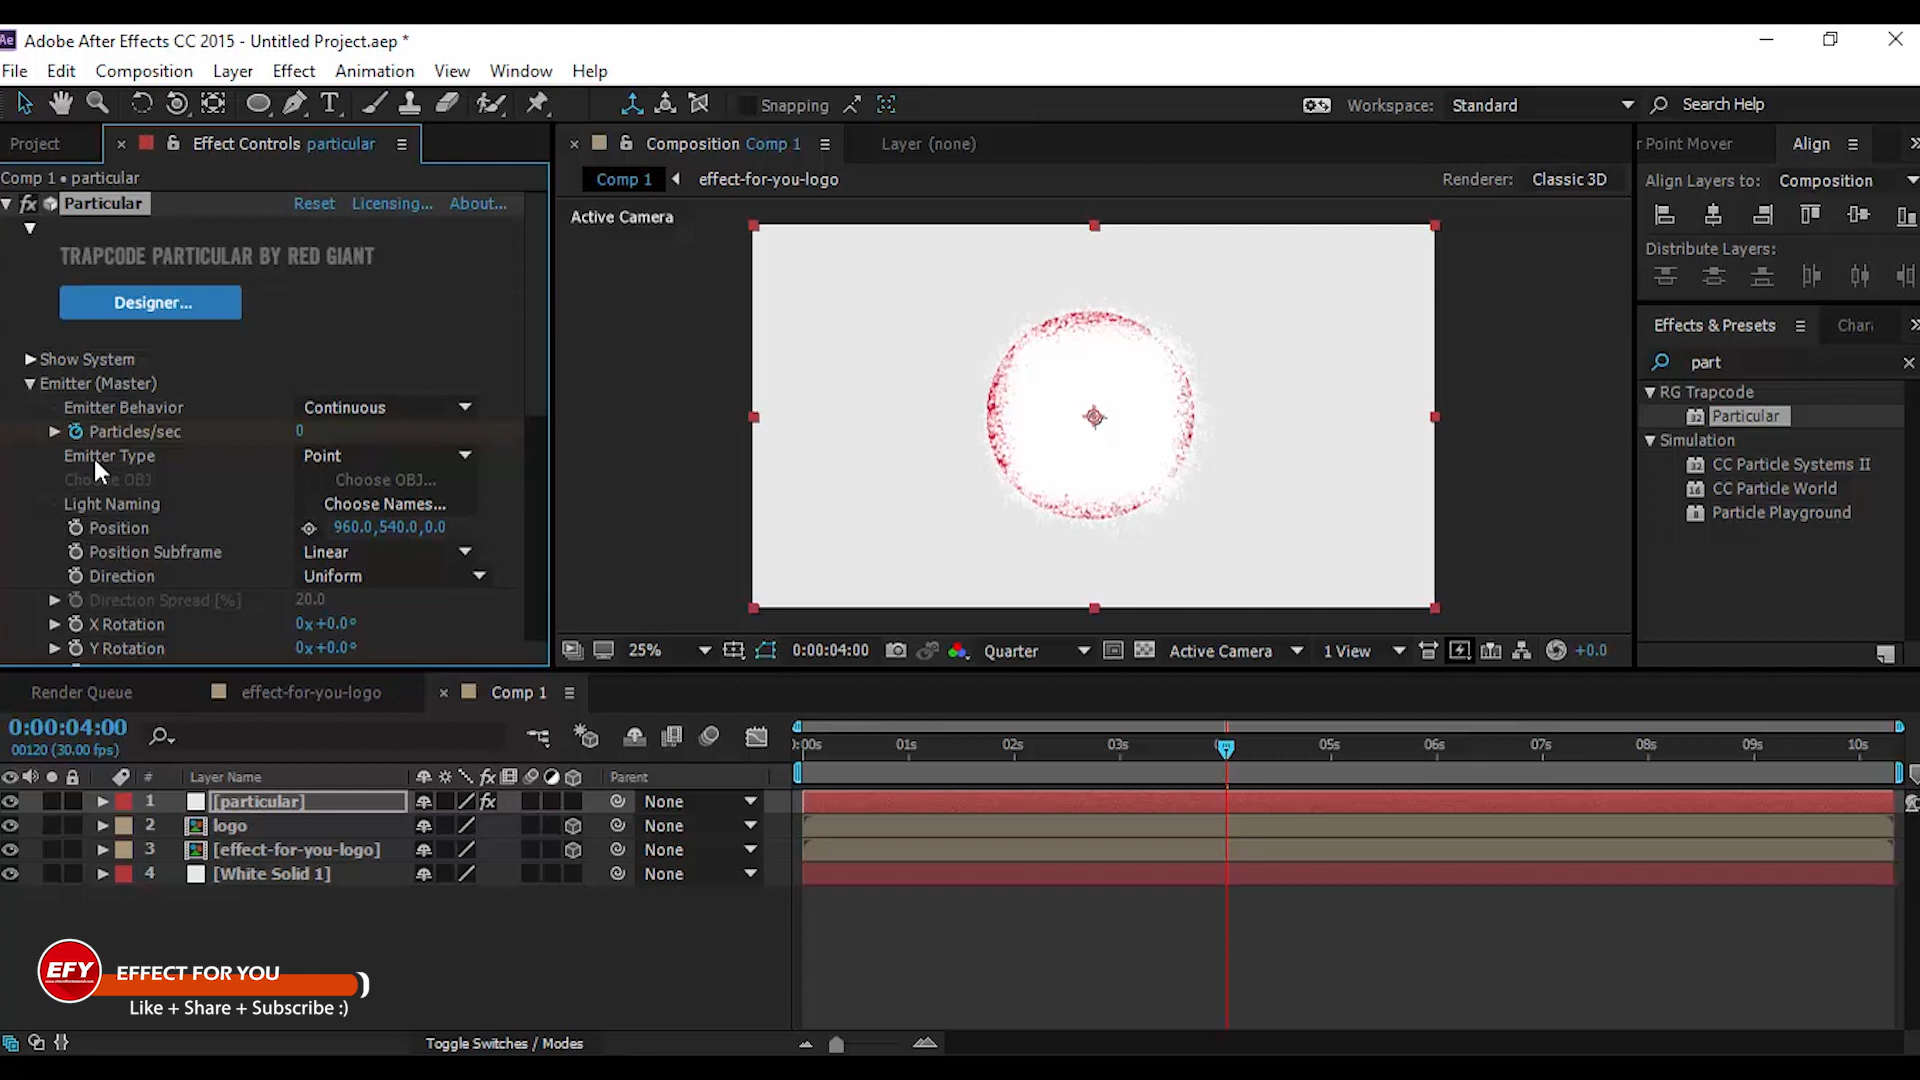 Ae Adobe After Effects CC 2015 - Untitled Project.aep *
File Edit Composition Layer Effect Animation View Window Help
T Snapping Workspace: Standard Search Help
Project Effect Controls particular Composition Comp 1 Layer (none) r Point Mover Align
Comp 1 • particular Comp 1 effect-for-you-logo Renderer: Classic 3D Align Layers to: Composition
fx Particular Reset Licensing... About...
Active Camera
Distribute Layers:
TRAPCODE PARTICULAR BY RED GIANT
Designer...
Effects & Presets Char
Show System part
Emitter (Master) RG Trapcode
Emitter Behavior Continuous 32 Particular
Particles/sec 0 Simulation
Emitter Type Point 32 CC Particle Systems II
Choose OBJ...
Light Naming Choose Names... 16 CC Particle World
Position 960.0,540.0,0.0 8 Particle Playground
Position Subframe Linear
Direction Uniform
Direction Spread [%] 20.0
X Rotation 0x+0.0°
Y Rotation 0x+0.0°
25% 0:00:04:00 Quarter Active Camera 1 View +0.0
Render Queue effect-for-you-logo Comp 1
0:00:04:00
00120 (30.00 fps)
:00s 01s 02s 03s 05s 06s 07s 08s 09s 10s
# Layer Name fx Parent
1 [particular] fx None
2 logo None
3 [effect-for-you-logo] None
4 [White Solid 1] None
EFY EFFECT FOR YOU
Like + Share + Subscribe :)
Toggle Switches / Modes